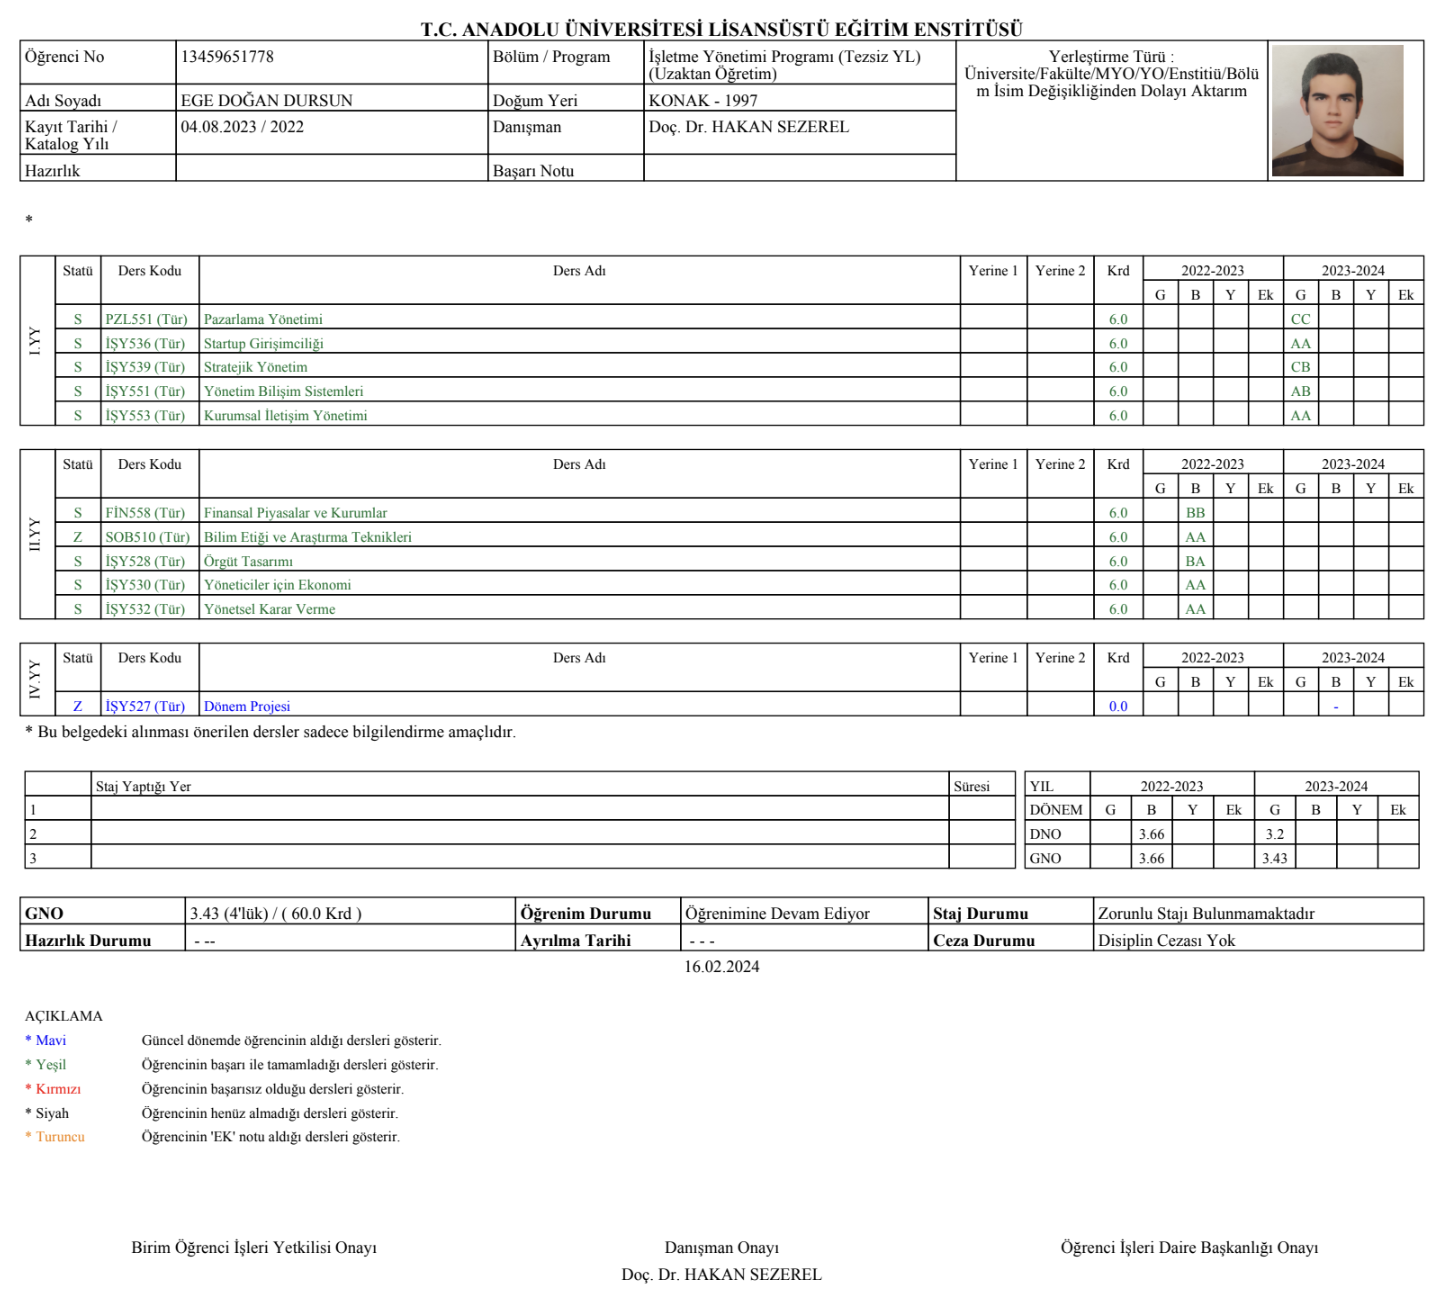 T.C. ANADOLU ÜNİVERSİTESİ LİSANSÜSTÜ EĞİTİM ENSTİTÜSÜ
Öğrenci No 13459651778 Bölüm / Program İşletme Yönetimi Programı (Tezsiz YL) (Uzaktan Öğretim)
Yerleştirme Türü :
Üniversite/Fakülte/MYO/YO/Enstitiü/Bölü
m İsim Değişikliğinden Dolayı Aktarım
Adı Soyadı EGE DOĞAN DURSUN Doğum Yeri KONAK - 1997
Kayıt Tarihi / Katalog Yılı 04.08.2023 / 2022 Danışman Doç. Dr. HAKAN SEZEREL
Hazırlık Başarı Notu
*
I.YY
Statü Ders Kodu Ders Adı Yerine 1 Yerine 2 Krd 2022-2023 2023-2024
G B Y Ek G B Y Ek
S PZL551 (Tür) Pazarlama Yönetimi 6.0 CC
S İŞY536 (Tür) Startup Girişimciliği 6.0 AA
S İŞY539 (Tür) Stratejik Yönetim 6.0 CB
S İŞY551 (Tür) Yönetim Bilişim Sistemleri 6.0 AB
S İŞY553 (Tür) Kurumsal İletişim Yönetimi 6.0 AA
II.YY
Statü Ders Kodu Ders Adı Yerine 1 Yerine 2 Krd 2022-2023 2023-2024
G B Y Ek G B Y Ek
S FİN558 (Tür) Finansal Piyasalar ve Kurumlar 6.0 BB
Z SOB510 (Tür) Bilim Etiği ve Araştırma Teknikleri 6.0 AA
S İŞY528 (Tür) Örgüt Tasarımı 6.0 BA
S İŞY530 (Tür) Yöneticiler için Ekonomi 6.0 AA
S İŞY532 (Tür) Yönetsel Karar Verme 6.0 AA
IV.YY
Statü Ders Kodu Ders Adı Yerine 1 Yerine 2 Krd 2022-2023 2023-2024
G B Y Ek G B Y Ek
Z İŞY527 (Tür) Dönem Projesi 0.0 -
* Bu belgedeki alınması önerilen dersler sadece bilgilendirme amaçlıdır.
Staj Yaptığı Yer Süresi
1
2
3
YIL 2022-2023 2023-2024
DÖNEM G B Y Ek G B Y Ek
DNO 3.66 3.2
GNO 3.66 3.43
GNO 3.43 (4'lük) / ( 60.0 Krd ) Öğrenim Durumu Öğrenimine Devam Ediyor Staj Durumu Zorunlu Stajı Bulunmamaktadır
Hazırlık Durumu - -- Ayrılma Tarihi - - - Ceza Durumu Disiplin Cezası Yok
16.02.2024
AÇIKLAMA
* Mavi Güncel dönemde öğrencinin aldığı dersleri gösterir.
* Yeşil Öğrencinin başarı ile tamamladığı dersleri gösterir.
* Kırmızı Öğrencinin başarısız olduğu dersleri gösterir.
* Siyah Öğrencinin henüz almadığı dersleri gösterir.
* Turuncu Öğrencinin 'EK' notu aldığı dersleri gösterir.
Birim Öğrenci İşleri Yetkilisi Onayı Danışman Onayı Öğrenci İşleri Daire Başkanlığı Onayı
Doç. Dr. HAKAN SEZEREL